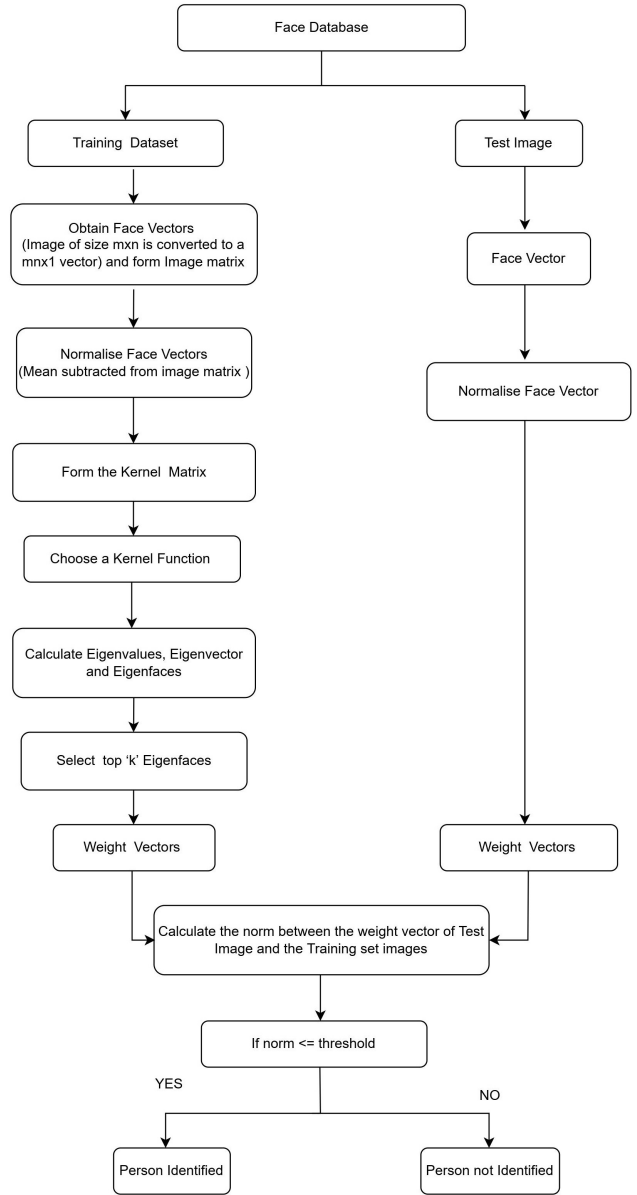 Face Database
Training Dataset
Test Image
Obtain Face Vectors
(Image of size mxn is converted to a
mnx1 vector) and form Image matrix
Face Vector
Normalise Face Vectors
(Mean subtracted from image matrix )
Normalise Face Vector
Form the Kernel Matrix
Choose a Kernel Function
Calculate Eigenvalues, Eigenvector
and Eigenfaces
Select top ‘k’ Eigenfaces
Weight Vectors
Weight Vectors
Calculate the norm between the weight vector of Test
Image and the Training set images
If norm <= threshold
YES
NO
Person Identified
Person not Identified